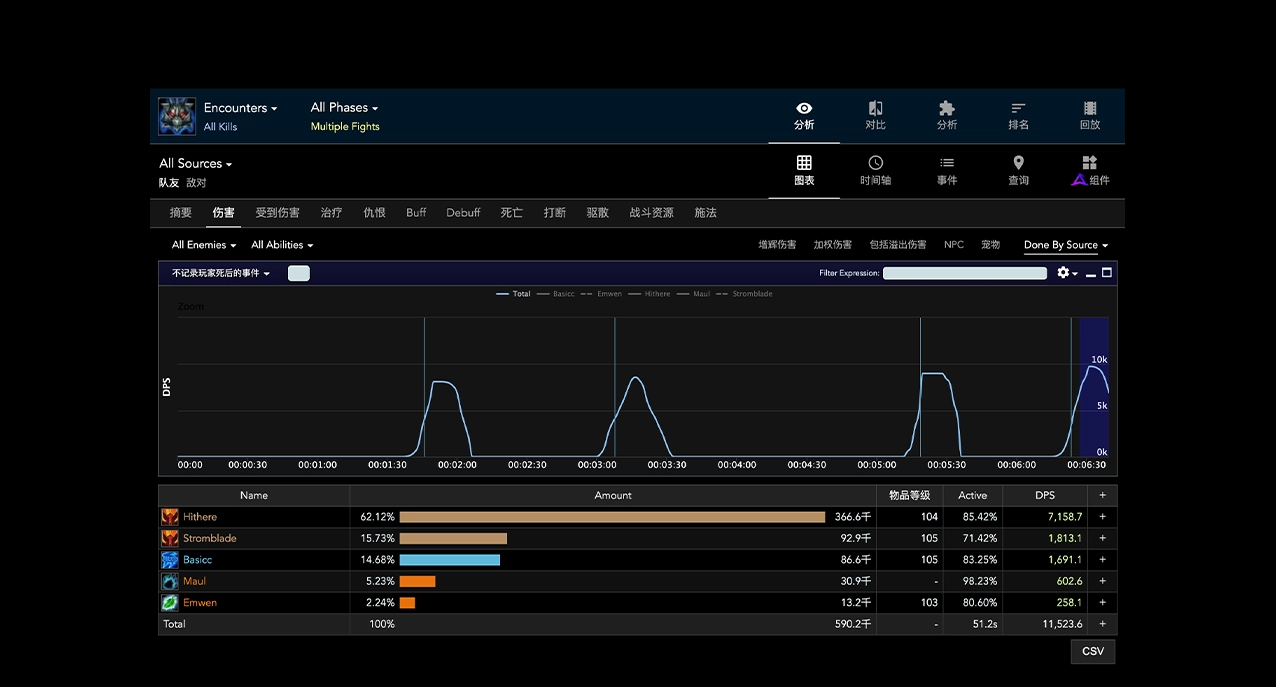 Encounters
All Phases
All Kills
Multiple Fights
分析 对比 分析 排名 回放
All Sources
队友 敌对
图表 时间轴 事件 查询 组件
摘要 伤害 受到伤害 治疗 仇恨 Buff Debuff 死亡 打断 驱散 战斗资源 施法
All Enemies All Abilities 增辉伤害 加权伤害 包括溢出伤害 NPC 宠物 Done By Source
不记录玩家死后的事件 Filter Expression:
Total Basicc Emwen Hithere Maul Stromblade
Zoom
DPS
10k
5k
0k
00:00 00:00:30 00:01:00 00:01:30 00:02:00 00:02:30 00:03:00 00:03:30 00:04:00 00:04:30 00:05:00 00:05:30 00:06:00 00:06:30
Name Amount 物品等级 Active DPS +
Hithere 62.12% 366.6千 104 85.42% 7,158.7 +
Stromblade 15.73% 92.9千 105 71.42% 1,813.1 +
Basicc 14.68% 86.6千 105 83.25% 1,691.1 +
Maul 5.23% 30.9千 - 98.23% 602.6 +
Emwen 2.24% 13.2千 103 80.60% 258.1 +
Total 100% 590.2千 - 51.2s 11,523.6 +
CSV